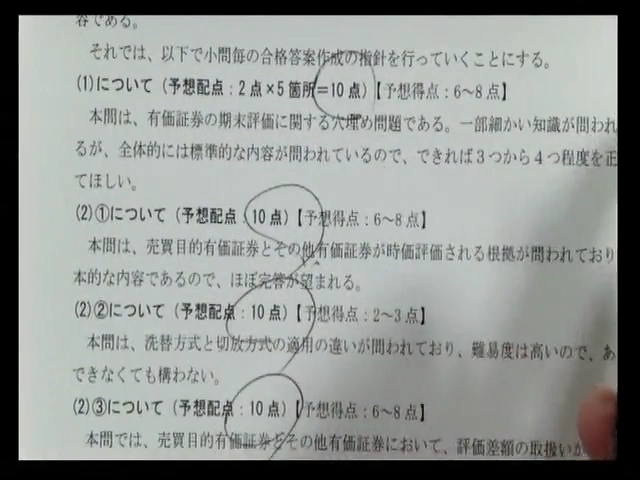 容である。
それでは、以下で小問毎の合格答案作成の指針を行っていくことにする。
(1)について（予想配点：2点×5箇所＝10点）【予想得点：6～8点】
本問は、有価証券の期末評価に関する穴埋め問題である。一部細かい知識が問われ
るが、全体的には標準的な内容が問われているので、できれば3つから4つ程度を正
てほしい。
(2)①について（予想配点：10点）【予想得点：6～8点】
本問は、売買目的有価証券とその他有価証券が時価評価される根拠が問われており
本的な内容であるので、ほぼ完答が望まれる。
(2)②について（予想配点：10点）【予想得点：2～3点】
本問は、洗替方式と切放方式の適用の違いが問われており、難易度は高いので、あ
できなくても構わない。
(2)③について（予想配点：10点）【予想得点：6～8点】
本問では、売買目的有価証券とその他有価証券において、評価差額の取扱いが